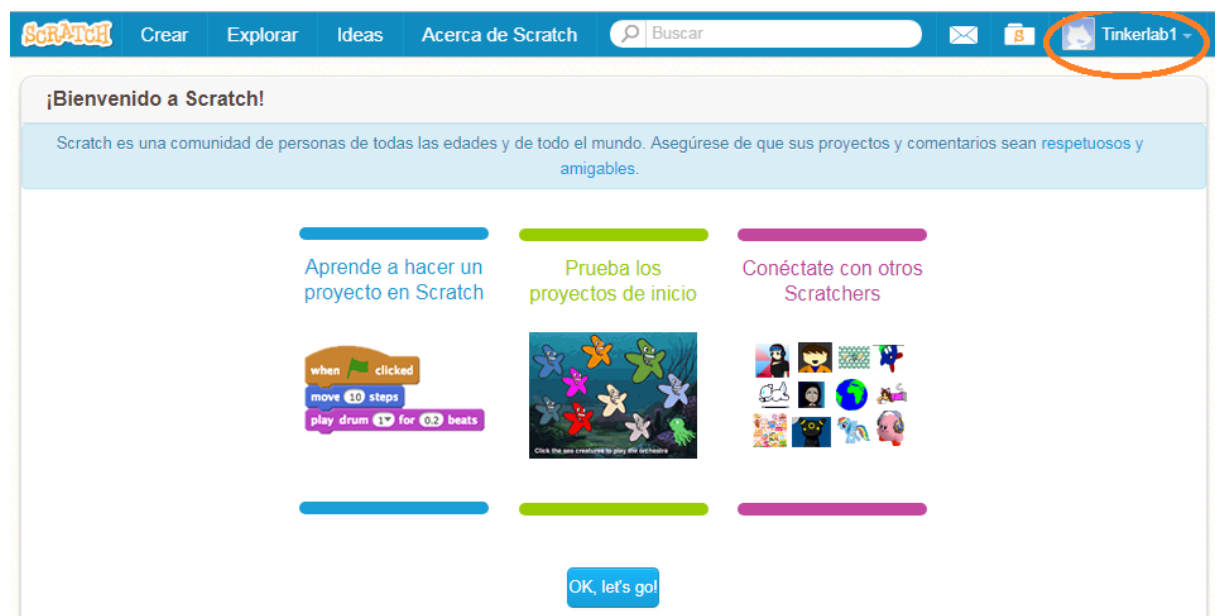 SCRATCH Crear Explorar Ideas Acerca de Scratch Buscar S Tinkerlab1
¡Bienvenido a Scratch!
Scratch es una comunidad de personas de todas las edades y de todo el mundo. Asegúrese de que sus proyectos y comentarios sean respetuosos y
amigables.
Aprende a hacer un
proyecto en Scratch
Prueba los
proyectos de inicio
Conéctate con otros
Scratchers
when clicked
move 10 steps
play drum 1 for 0.2 beats
Click the sea creatures to play the orchestra
OK, let's go!